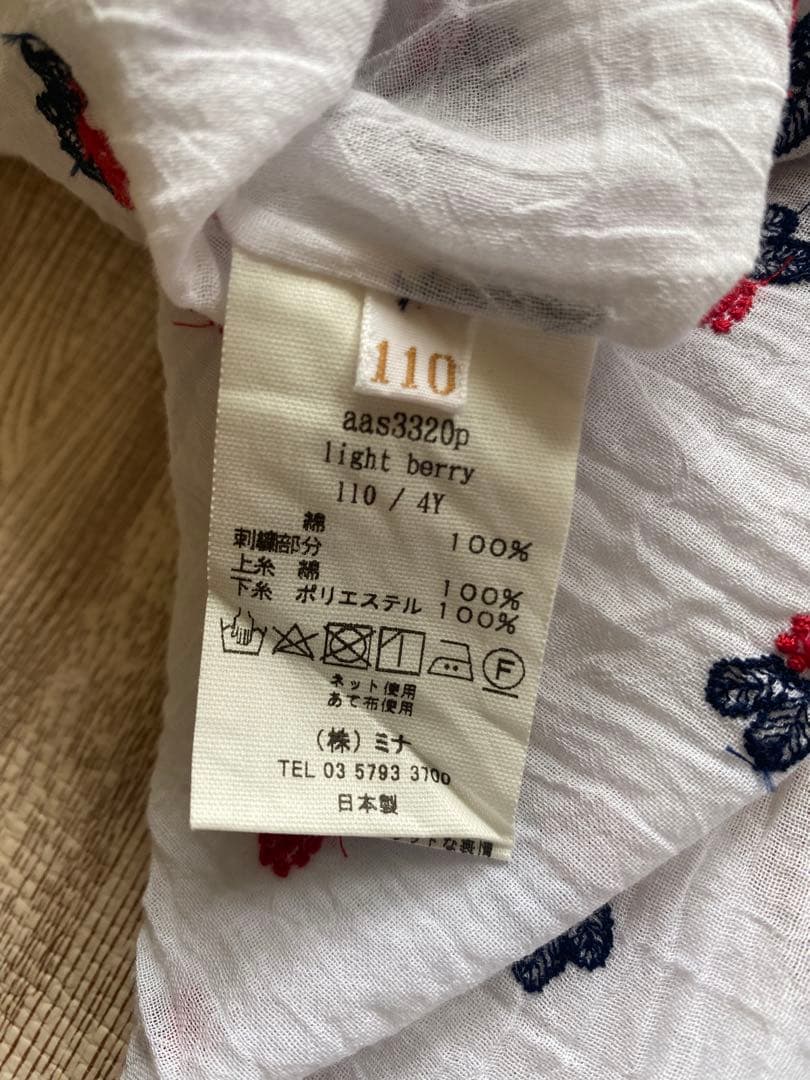 110
aas3320p
light berry
110 / 4Y
綿 100%
刺繍部分
上糸 綿 100%
下糸 ポリエステル 100%
F
ネット使用
あて布使用
(株)ミナ
TEL 03 5793 3700
日本製